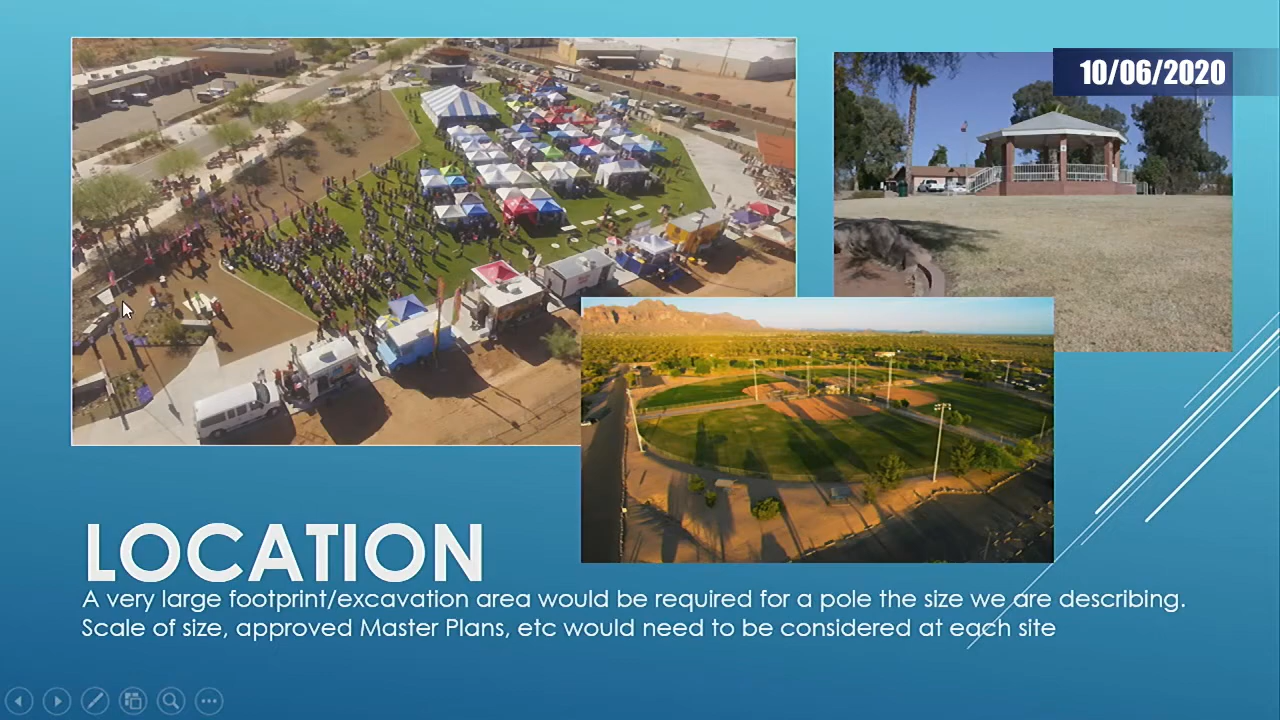 10/06/2020
LOCATION
A very large footprint/excavation area would be required for a pole the size we are describing.
Scale of size, approved Master Plans, etc would need to be considered at each site